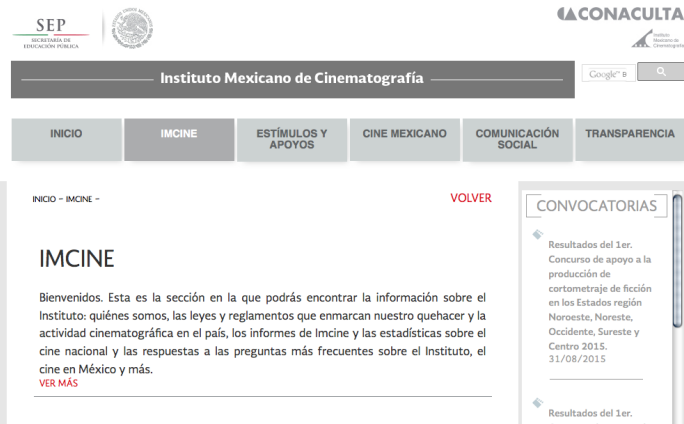 SEP
SECRETARÍA DE
EDUCACIÓN PÚBLICA
CONACULTA
Instituto
Mexicano de
Cinematografía
Instituto Mexicano de Cinematografía
Google™ B
INICIO
IMCINE
ESTÍMULOS Y
APOYOS
CINE MEXICANO
COMUNICACIÓN
SOCIAL
TRANSPARENCIA
INICIO - IMCINE -
VOLVER
IMCINE
Bienvenidos. Esta es la sección en la que podrás encontrar la información sobre el
Instituto: quiénes somos, las leyes y reglamentos que enmarcan nuestro quehacer y la
actividad cinematográfica en el país, los informes de Imcine y las estadísticas sobre el
cine nacional y las respuestas a las preguntas más frecuentes sobre el Instituto, el
cine en México y más.
VER MÁS
CONVOCATORIAS
Resultados del 1er.
Concurso de apoyo a la
producción de
cortometraje de ficción
en los Estados región
Noroeste, Noreste,
Occidente, Sureste y
Centro 2015.
31/08/2015
Resultados del 1er.